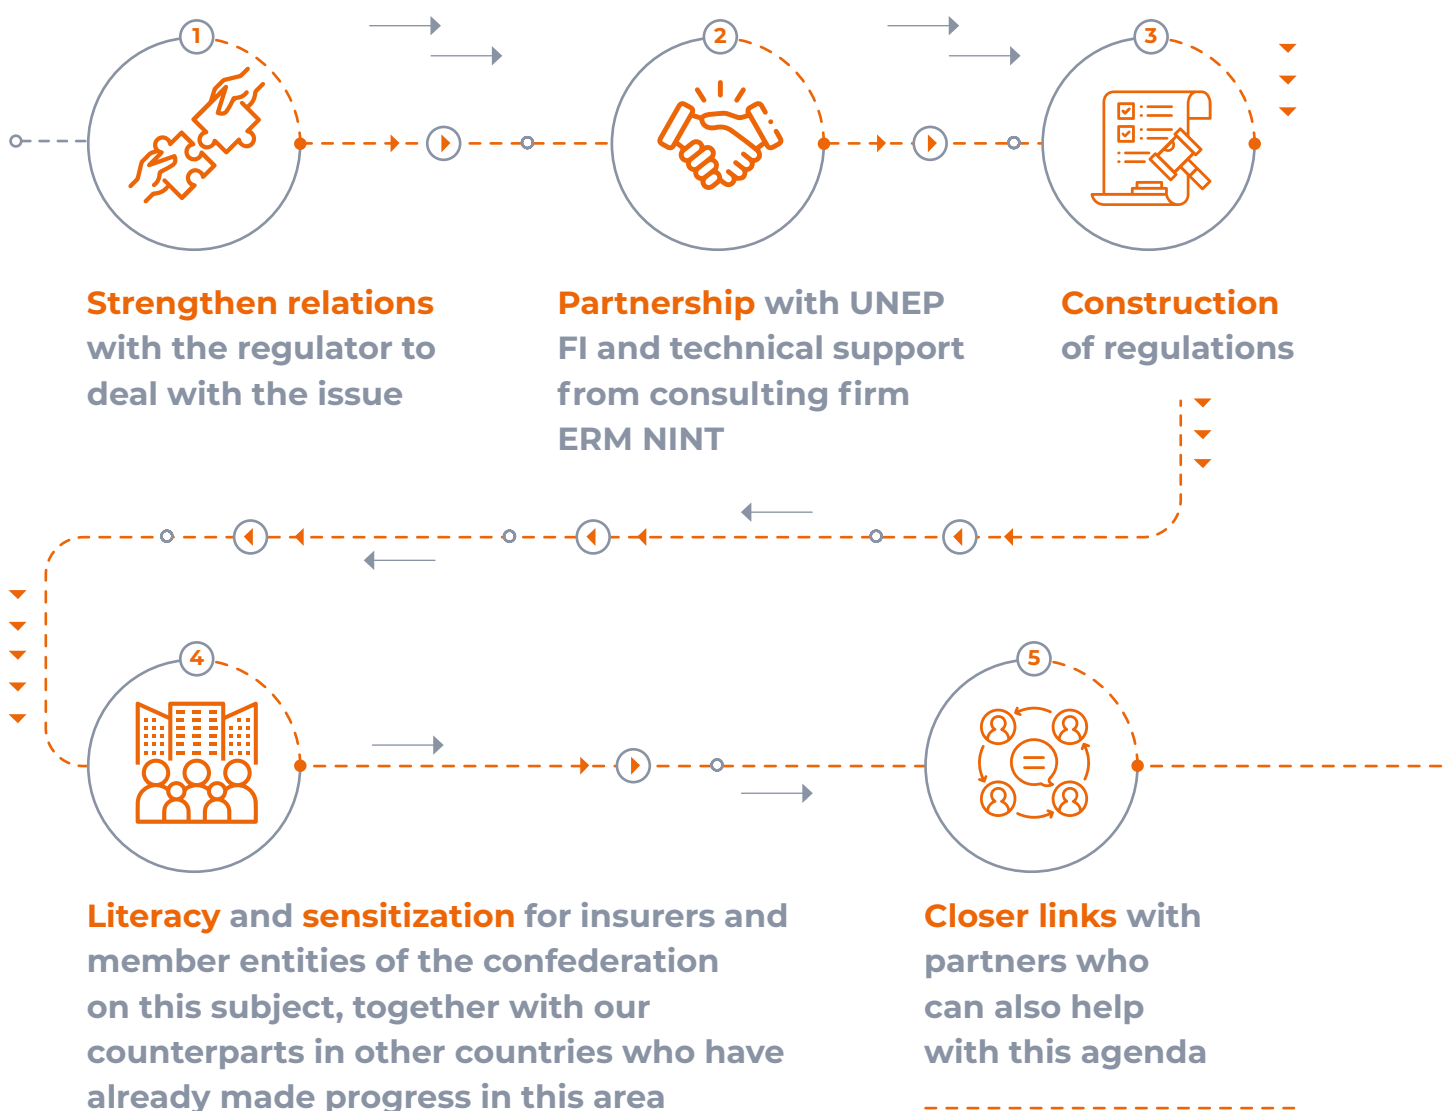 1
2
3
Strengthen relations
with the regulator to
deal with the issue
Partnership with UNEP
FI and technical support
from consulting firm
ERM NINT
Construction
of regulations
4
5
Literacy and sensitization for insurers and
member entities of the confederation
on this subject, together with our
counterparts in other countries who have
already made progress in this area
Closer links with
partners who
can also help
with this agenda